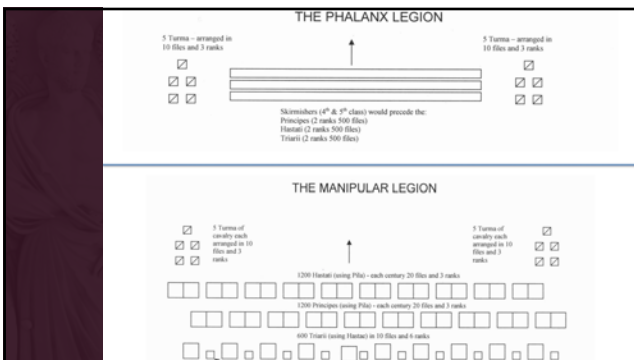 THE PHALANX LEGION
5 Turma – arranged in
10 files and 3 ranks
5 Turma – arranged in
10 files and 3 ranks
Skirmishers (4th & 5th class) would precede the:
Principes (2 ranks 500 files)
Hastati (2 ranks 500 files)
Triarii (2 ranks 500 files)
THE MANIPULAR LEGION
5 Turma of
cavalry each
arranged in 10
files and 3
ranks
5 Turma of
cavalry each
arranged in 10
files and 3
ranks
1200 Hastati (using Pila) - each century 20 files and 3 ranks
1200 Principes (using Pila) - each century 20 files and 3 ranks
600 Triarii (using Hastae) in 10 files and 6 ranks